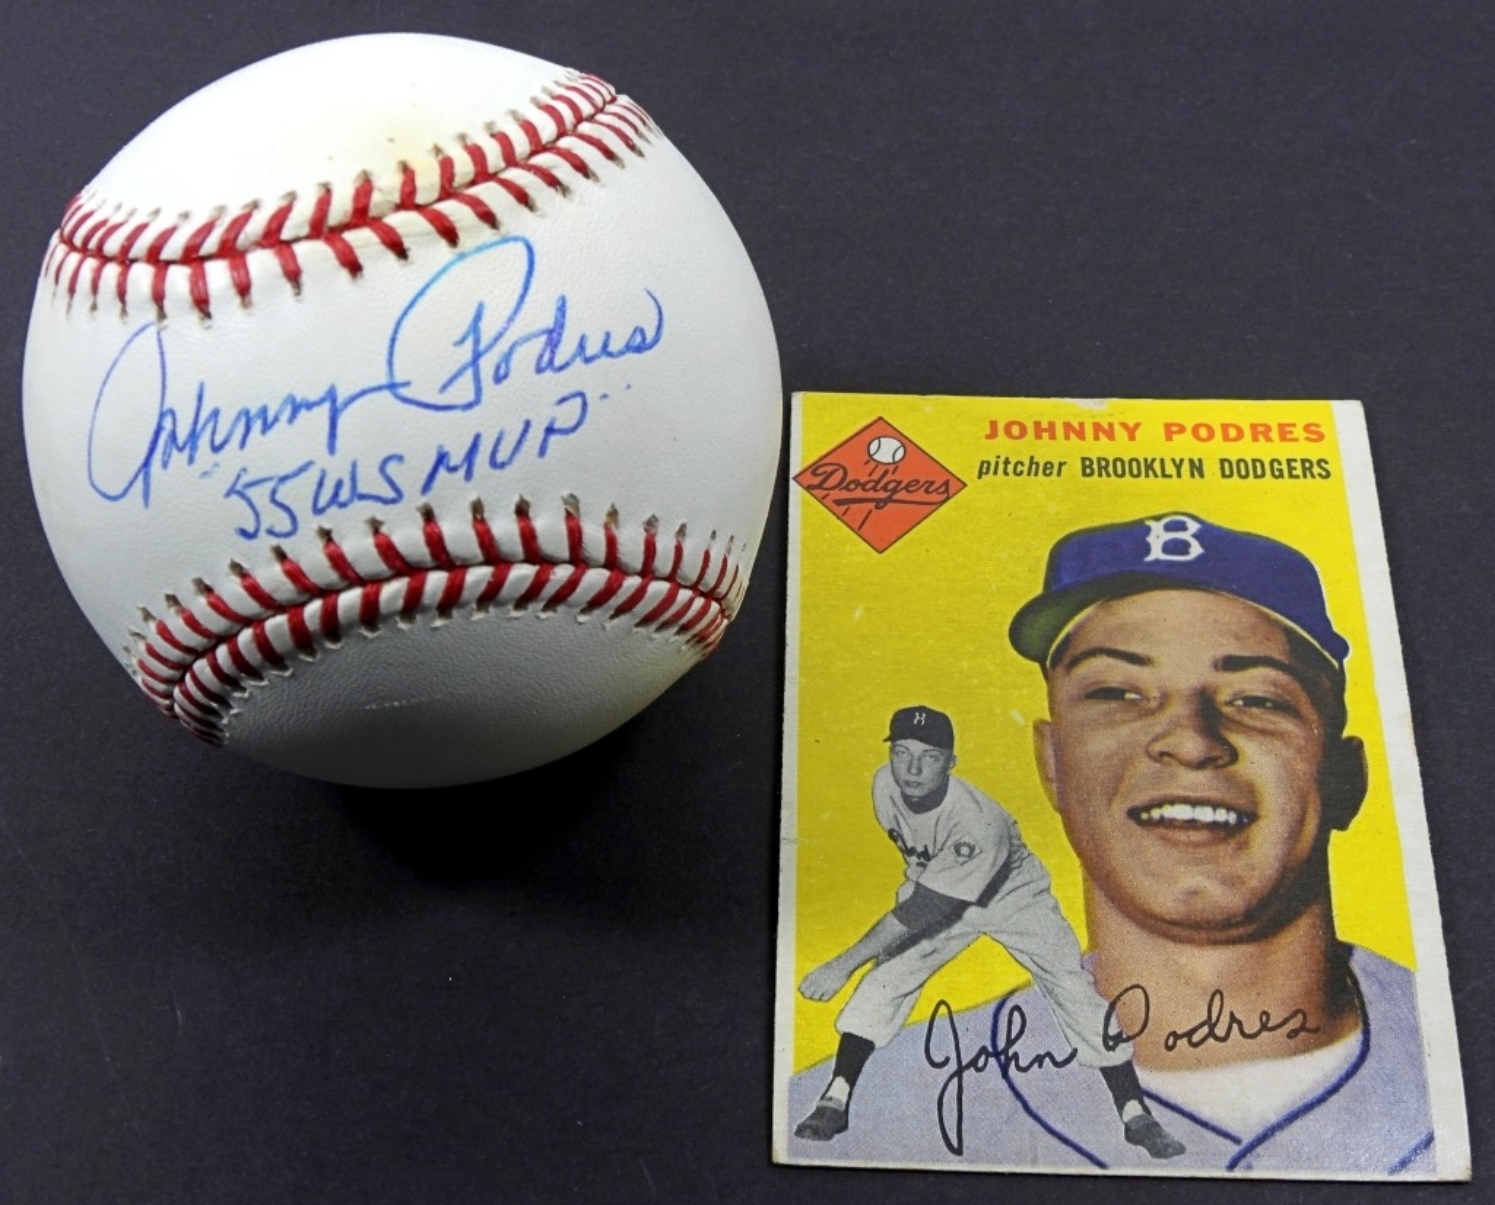 Johnny Podres
"55 WS MVP"
JOHNNY PODRES
pitcher BROOKLYN DODGERS
Dodgers
B
B
John Podres